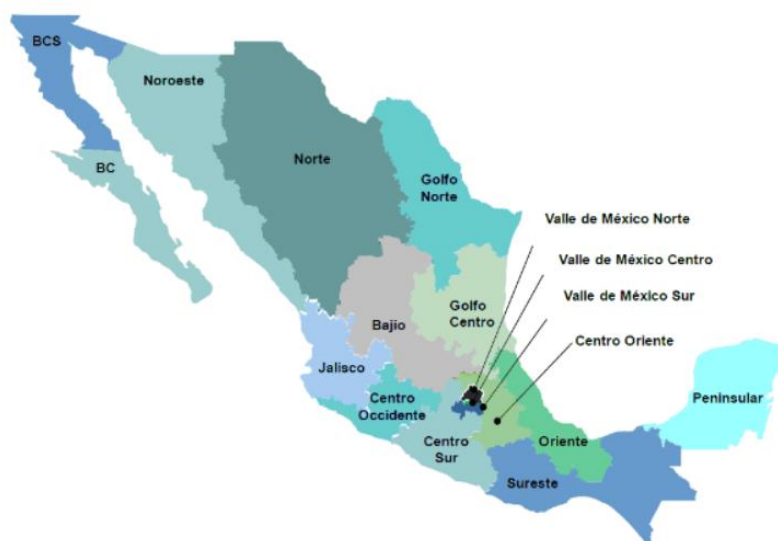 BCS
Noroeste
BC
Norte
Golfo
Norte
Valle de México Norte
Valle de México Centro
Valle de México Sur
Golfo
Centro
Bajío
Centro Oriente
Jalisco
Centro
Occidente
Peninsular
Centro
Sur
Oriente
Sureste